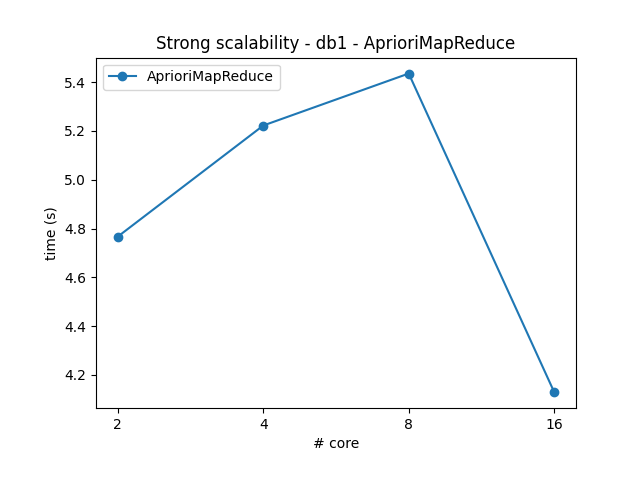 Strong scalability - db1 - AprioriMapReduce
AprioriMapReduce
time (s)
5.4
5.2
5.0
4.8
4.6
4.4
4.2
2 4 8 16
# core